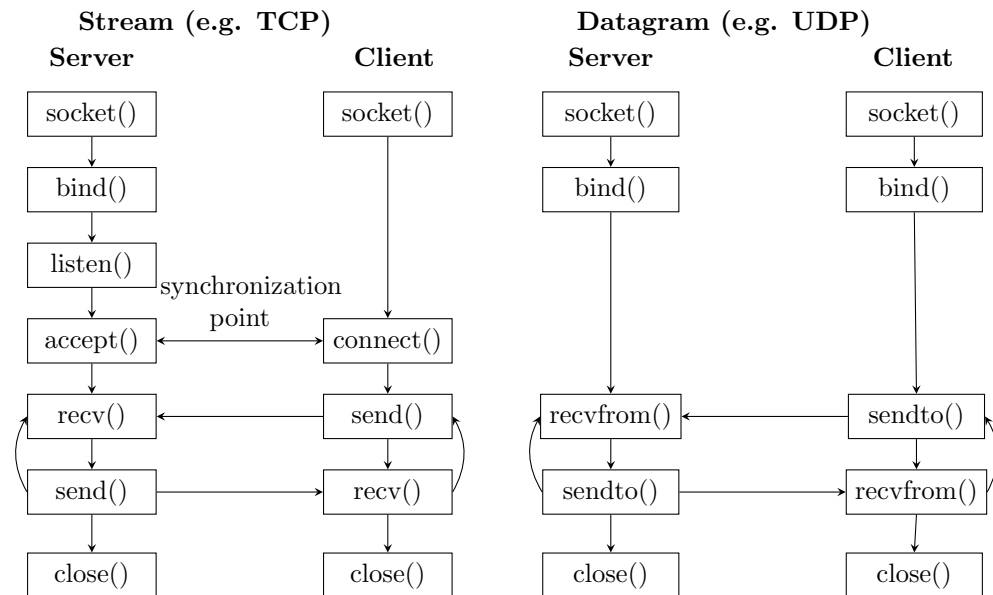 Stream (e.g. TCP)
Server
Client
socket()
socket()
bind()
listen()
synchronization
point
accept()
connect()
recv()
send()
send()
recv()
close()
close()
Datagram (e.g. UDP)
Server
Client
socket()
socket()
bind()
bind()
recvfrom()
sendto()
sendto()
recvfrom()
close()
close()